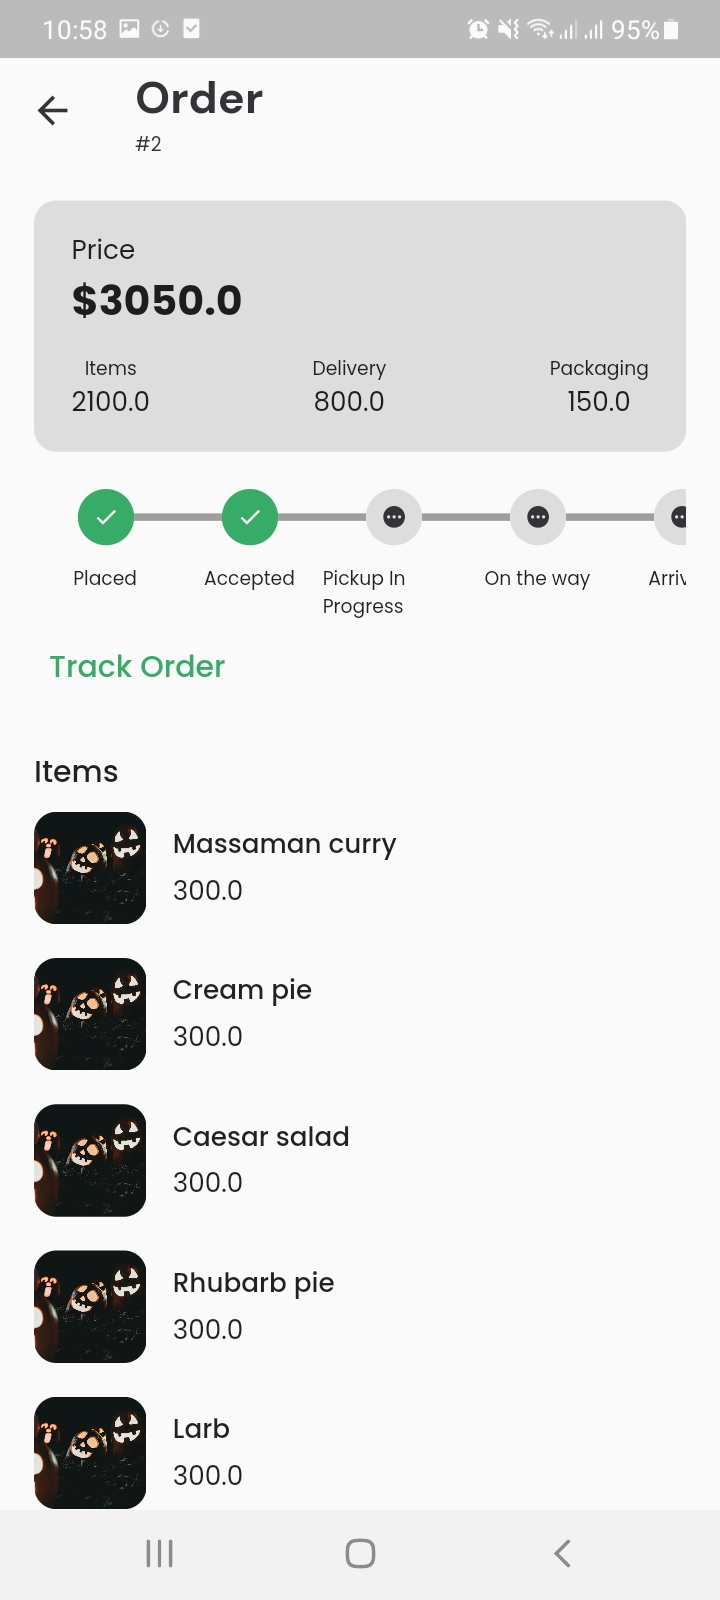 10:58
95%
Order
#2
Price
$3050.0
Items
Delivery
Packaging
2100.0
800.0
150.0
Placed
Accepted
Pickup In
Progress
On the way
Arriv
Track Order
Items
Massaman curry
300.0
Cream pie
300.0
Caesar salad
300.0
Rhubarb pie
300.0
Larb
300.0